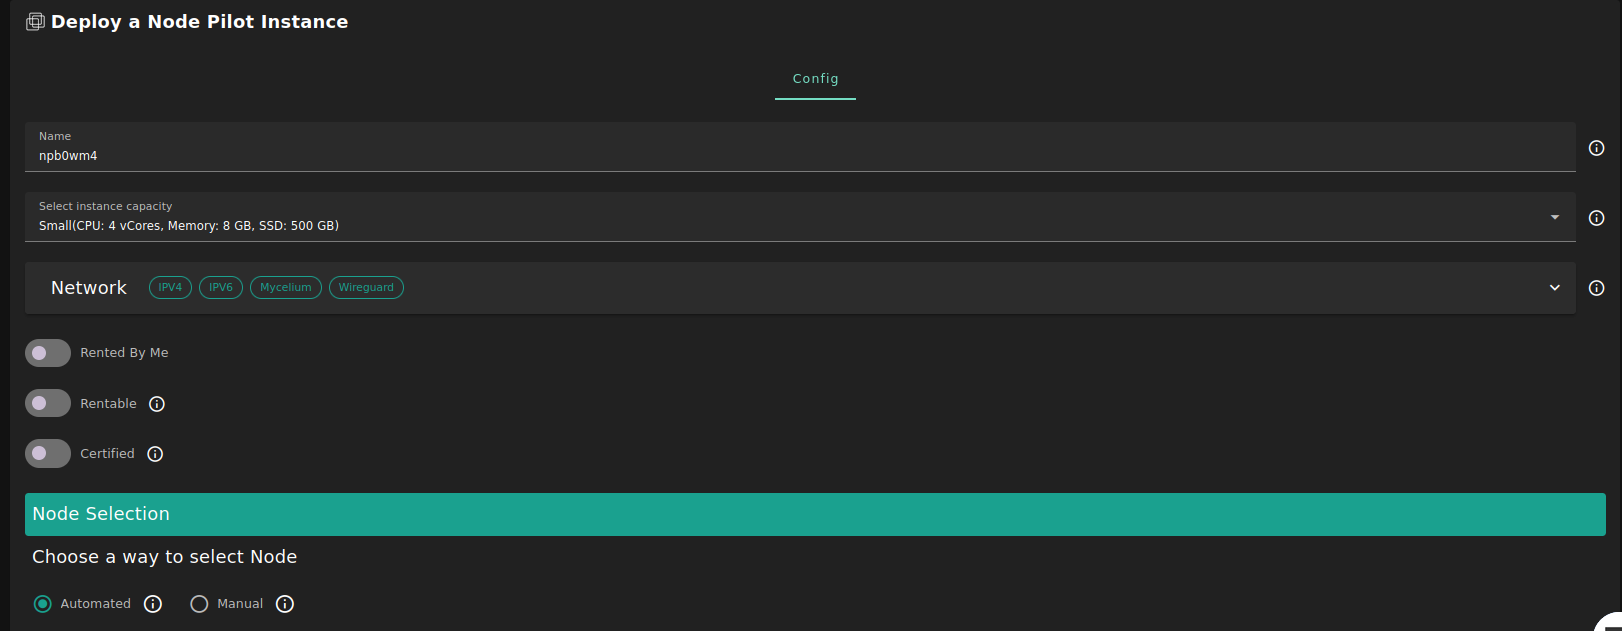 Deploy a Node Pilot Instance
Config
Name
npb0wm4
Select instance capacity
Small(CPU: 4 vCores, Memory: 8 GB, SSD: 500 GB)
Network IPV4 IPV6 Mycelium Wireguard
Rented By Me
Rentable
Certified
Node Selection
Choose a way to select Node
Automated Manual